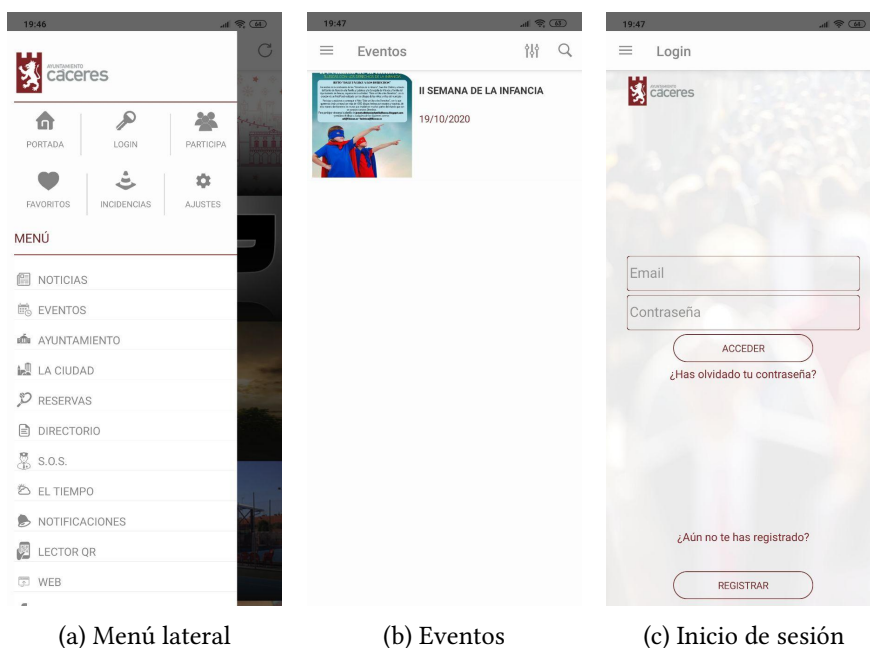 19:46
64
AYUNTAMIENTO
cáceres
PORTADA
LOGIN
PARTICIPA
FAVORITOS
INCIDENCIAS
AJUSTES
MENÚ
NOTICIAS
EVENTOS
AYUNTAMIENTO
LA CIUDAD
RESERVAS
DIRECTORIO
S.O.S.
EL TIEMPO
NOTIFICACIONES
LECTOR QR
WEB
(a) Menú lateral
19:47
Eventos
II SEMANA DE LA INFANCIA
19/10/2020
(b) Eventos
19:47
64
Login
AYUNTAMIENTO
cáceres
Email
Contraseña
ACCEDER
¿Has olvidado tu contraseña?
¿Aún no te has registrado?
REGISTRAR
(c) Inicio de sesión